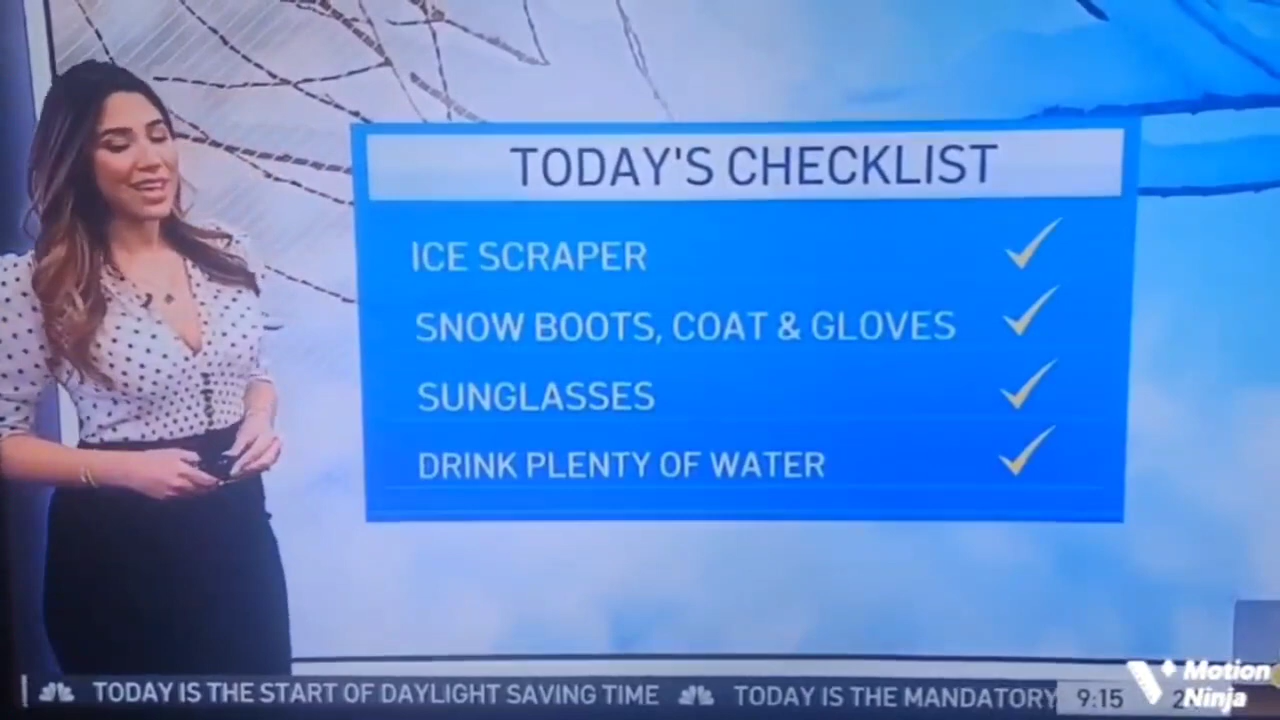 TODAY'S CHECKLIST
ICE SCRAPER
SNOW BOOTS, COAT & GLOVES
SUNGLASSES
DRINK PLENTY OF WATER
TODAY IS THE START OF DAYLIGHT SAVING TIME TODAY IS THE MANDATORY 9:15
Motion
Ninja